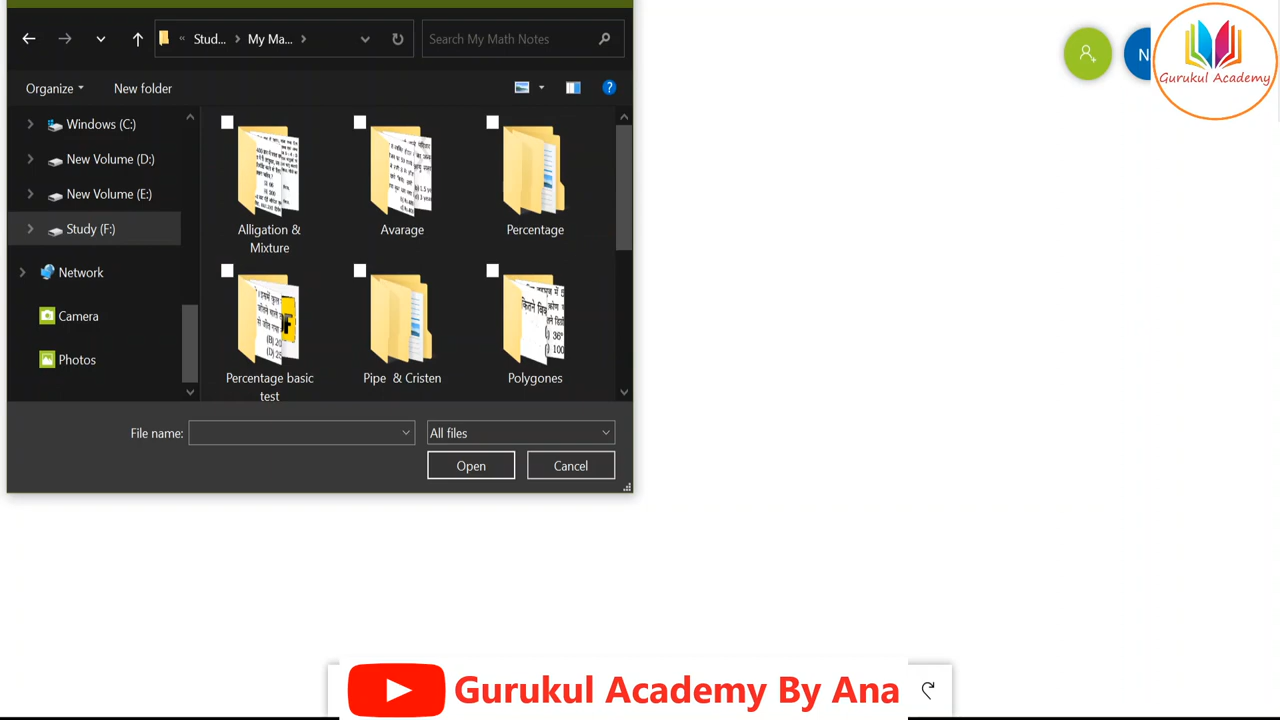 « Stud... > My Ma... >
Search My Math Notes
Organize
New folder
?
N
Gurukul Academy
Windows (C:)
New Volume (D:)
New Volume (E:)
Study (F:)
Network
Camera
Photos
Alligation &
Mixture
Avarage
Percentage
Percentage basic
test
Pipe & Cristen
Polygones
File name:
All files
Open
Cancel
Gurukul Academy By Ana